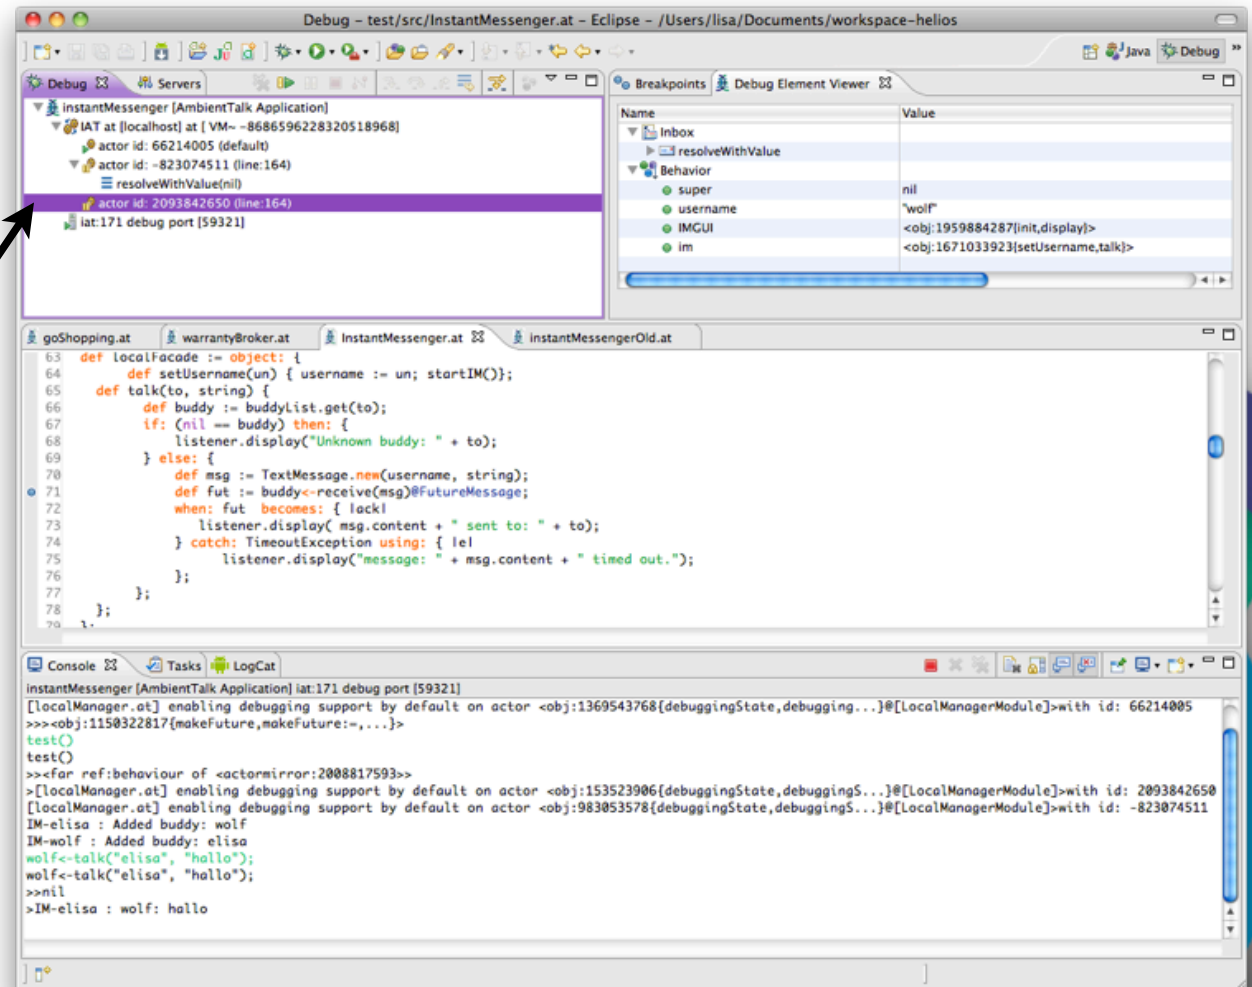 Debug - test/src/InstantMessenger.at - Eclipse - /Users/lisa/Documents/workspace-helios
Java Debug »
Debug Servers
instantMessenger [AmbientTalk Application]
IAT at [localhost] at [ VM~ -8686596228320518968]
actor id: 66214005 (default)
actor id: -823074511 (line:164)
resolveWithValue(nil)
actor id: 2093842650 (line:164)
iat:171 debug port [59321]
Breakpoints Debug Element Viewer
Name Value
Inbox
resolveWithValue
Behavior
super nil
username "wolf"
IMGUI <obj:1959884287{init,display}>
im <obj:1671033923{setUsername,talk}>
goShopping.at warrantyBroker.at InstantMessenger.at instantMessengerOld.at
63 def localFacade := object: {
64 def setUsername(un) { username := un; startIM()};
65 def talk(to, string) {
66 def buddy := buddyList.get(to);
67 if: (nil == buddy) then: {
68 listener.display("Unknown buddy: " + to);
69 } else: {
70 def msg := TextMessage.new(username, string);
71 def fut := buddy<-receive(msg)@FutureMessage;
72 when: fut becomes: { |ack|
73 listener.display( msg.content + " sent to: " + to);
74 } catch: TimeoutException using: { |e|
75 listener.display("message: " + msg.content + " timed out.");
76 };
77 };
78 };
79 };
Console Tasks LogCat
instantMessenger [AmbientTalk Application] iat:171 debug port [59321]
[localManager.at] enabling debugging support by default on actor <obj:1369543768{debuggingState,debugging...}@[LocalManagerModule]>with id: 66214005
>>><obj:1150322817{makeFuture,makeFuture:=,...}>
test()
test()
>><far ref:behaviour of <actormirror:2008817593>>
>[localManager.at] enabling debugging support by default on actor <obj:153523906{debuggingState,debuggingS...}@[LocalManagerModule]>with id: 2093842650
[localManager.at] enabling debugging support by default on actor <obj:983053578{debuggingState,debuggingS...}@[LocalManagerModule]>with id: -823074511
IM-elisa : Added buddy: wolf
IM-wolf : Added buddy: elisa
wolf<-talk("elisa", "hallo");
wolf<-talk("elisa", "hallo");
>>nil
>IM-elisa : wolf: hallo